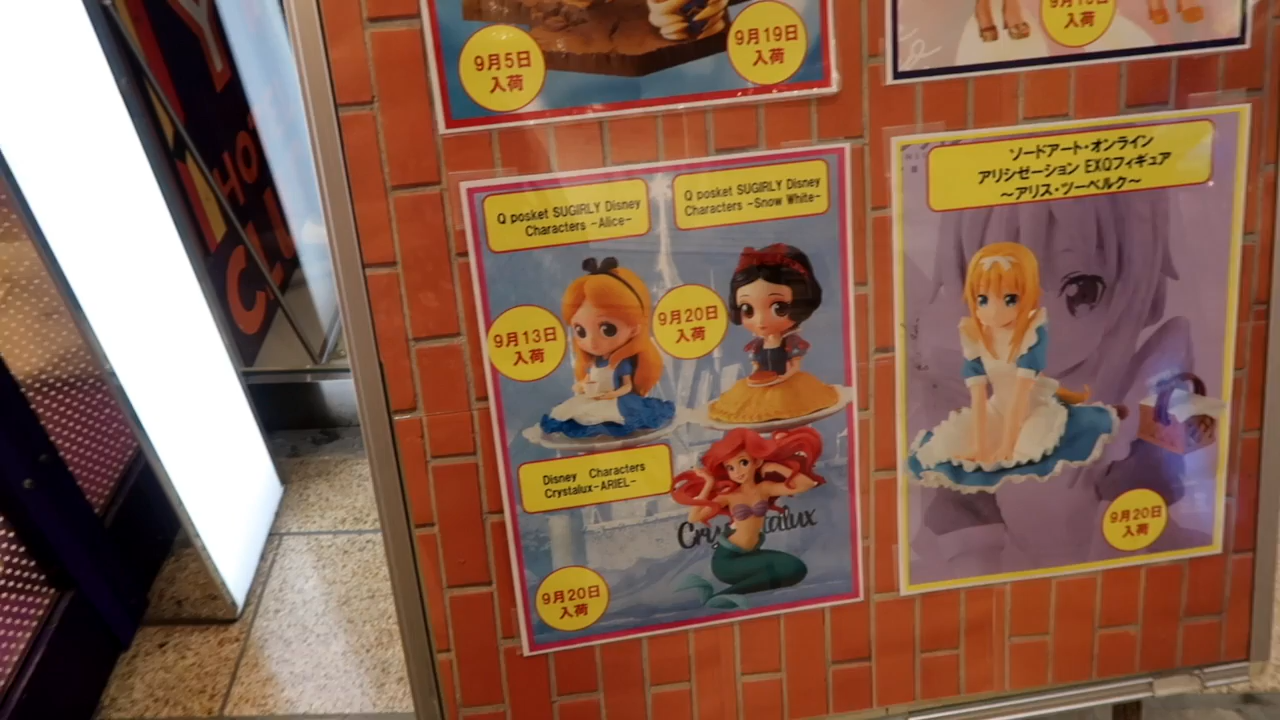 9月5日
入荷
9月19日
入荷
入荷
Q posket SUGIRLY Disney
Characters -Alice-
Q posket SUGIRLY Disney
Characters -Snow White-
9月13日
入荷
9月20日
入荷
Disney Characters
Crystalux-ARIEL-
9月20日
入荷
ソードアート・オンライン
アリシゼーション EXQフィギュア
～アリス・ツーベルク～
9月20日
入荷